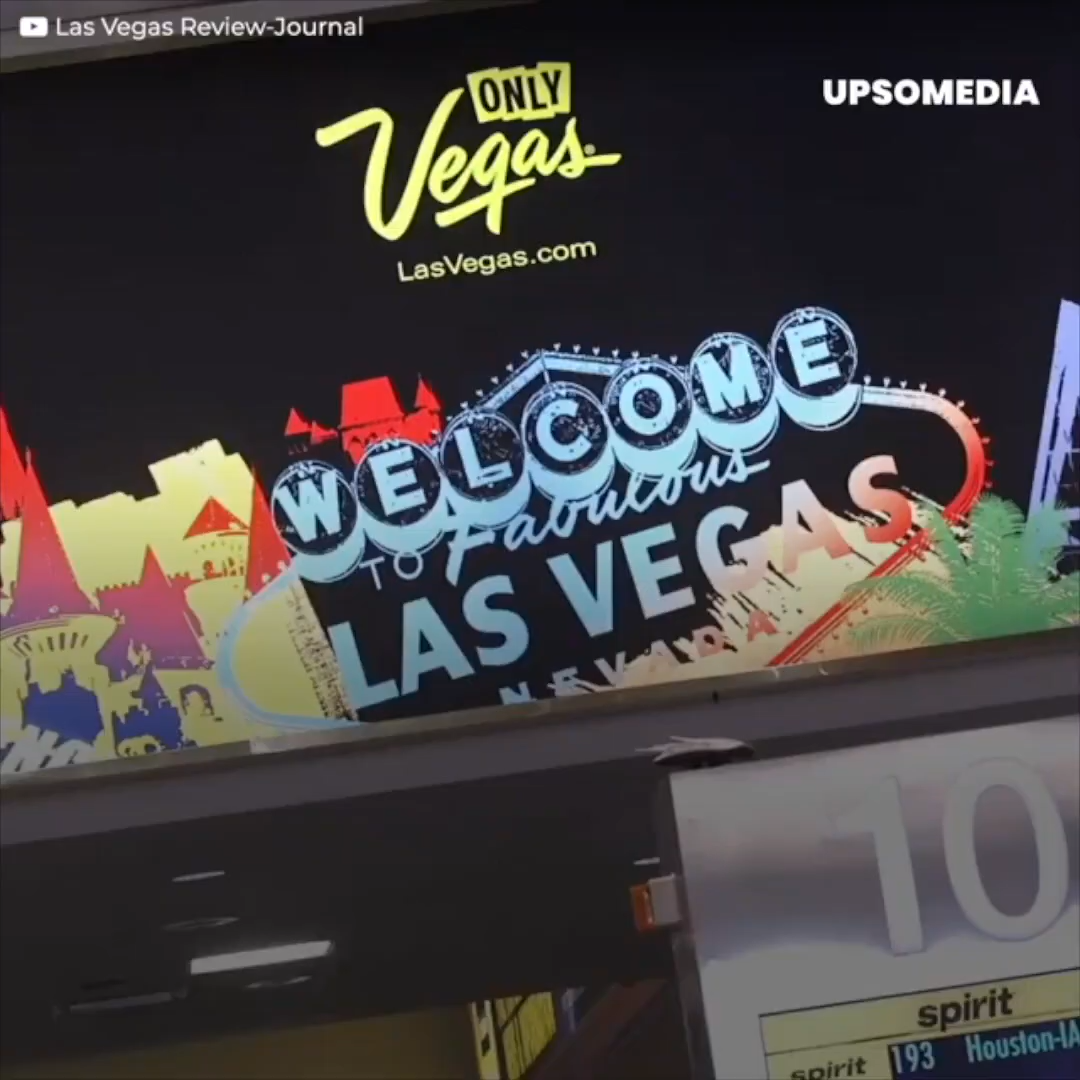 Las Vegas Review-Journal
UPSOMEDIA
ONLY
Vegas
LasVegas.com
WELCOME
TO Fabulous
LAS VEGAS
NEVADA
10
spirit
spirit 193 Houston-IA